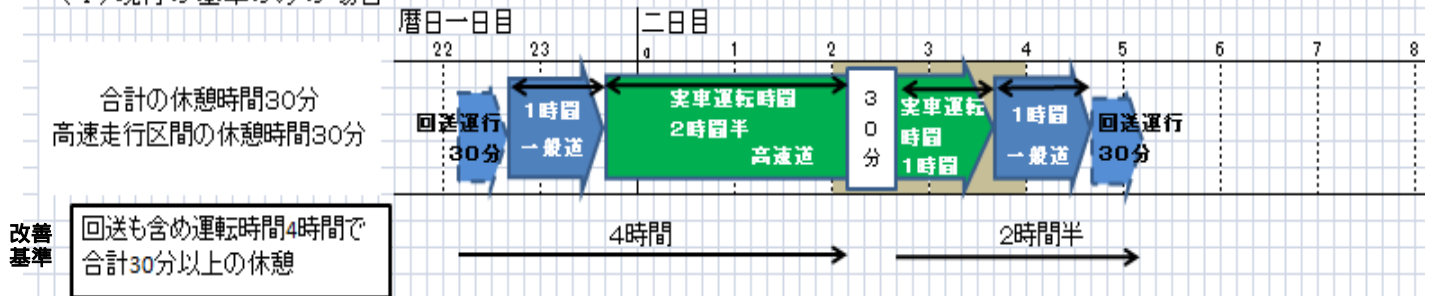 暦日一日目
二日目
22 23 0 1 2 3 4 5 6 7 8
合計の休憩時間30分
高速走行区間の休憩時間30分
回送運行
30分
1時間
一般道
実車運転時間
2時間半
高速道
30分
実車運転
時間
1時間
1時間
一般道
回送運行
30分
改善
基準
回送も含め運転時間4時間で
合計30分以上の休憩
4時間
2時間半